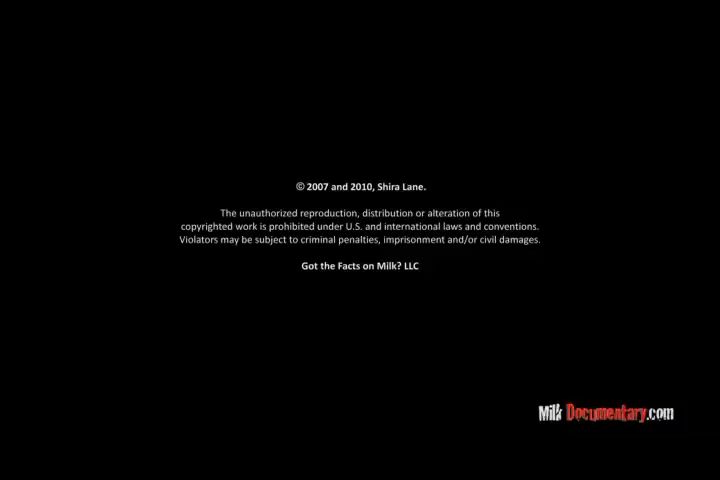 © 2007 and 2010, Shira Lane.
The unauthorized reproduction, distribution or alteration of this
copyrighted work is prohibited under U.S. and international laws and conventions.
Violators may be subject to criminal penalties, imprisonment and/or civil damages.
Got the Facts on Milk? LLC
Milk Documentary.com